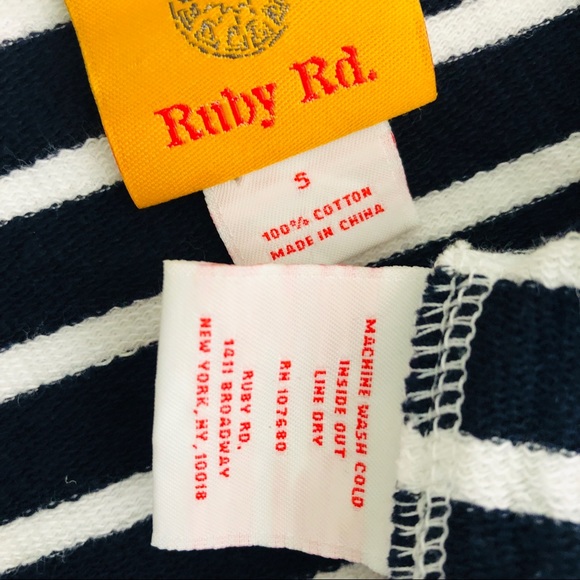 Ruby Rd.
S
100% COTTON
MADE IN CHINA
MACHINE WASH COLD
INSIDE OUT
LINE DRY
RN 107680
RUBY RD.
1411 BROADWAY
NEW YORK, NY, 10018